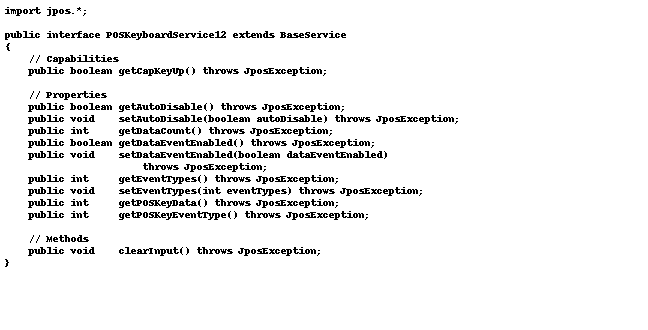 import jpos.*;

public interface POSKeyboardService12 extends BaseService
{
    // Capabilities
    public boolean getCapKeyUp() throws JposException;

    // Properties
    public boolean getAutoDisable() throws JposException;
    public void    setAutoDisable(boolean autoDisable) throws JposException;
    public int     getDataCount() throws JposException;
    public boolean getDataEventEnabled() throws JposException;
    public void    setDataEventEnabled(boolean dataEventEnabled)
                       throws JposException;
    public int     getEventTypes() throws JposException;
    public void    setEventTypes(int eventTypes) throws JposException;
    public int     getPOSKeyData() throws JposException;
    public int     getPOSKeyEventType() throws JposException;

    // Methods
    public void    clearInput() throws JposException;
}